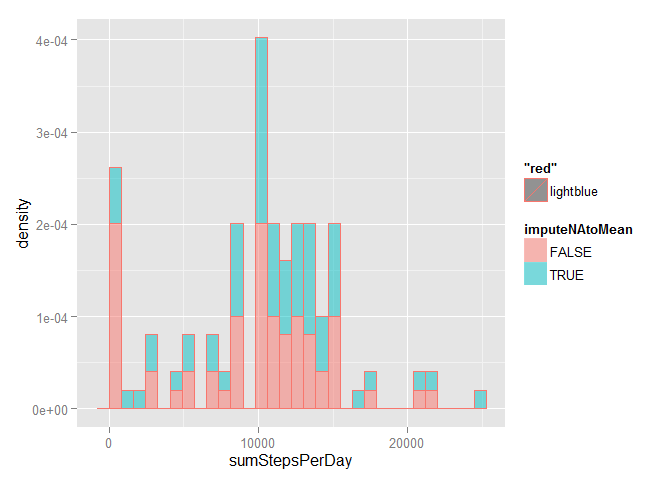 4e-04
3e-04
2e-04
1e-04
0e+00
density
0
10000
20000
sumStepsPerDay
"red"
lightblue
imputeNAtoMean
FALSE
TRUE